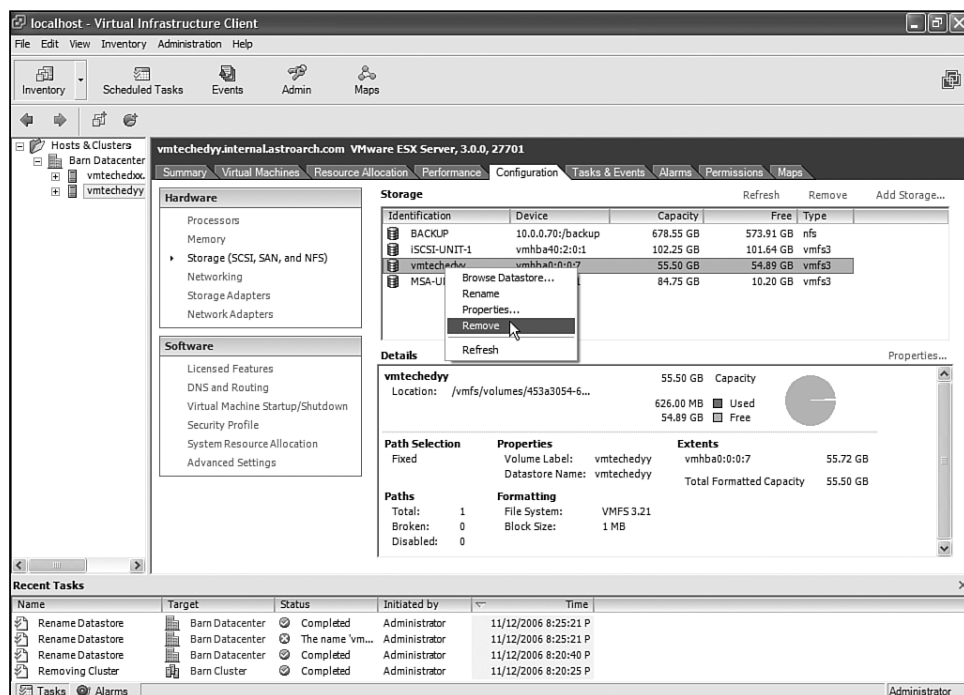 localhost - Virtual Infrastructure Client
File Edit View Inventory Administration Help
Inventory Scheduled Tasks Events Admin Maps
Hosts & Clusters
Barn Datacenter
vmtechedxx.
vmtechedyy
vmtechedyy.internal.astroarch.com VMware ESX Server, 3.0.0, 27701
Summary Virtual Machines Resource Allocation Performance Configuration Tasks & Events Alarms Permissions Maps
Hardware
Processors
Memory
Storage (SCSI, SAN, and NFS)
Networking
Storage Adapters
Network Adapters
Software
Licensed Features
DNS and Routing
Virtual Machine Startup/Shutdown
Security Profile
System Resource Allocation
Advanced Settings
Storage Refresh Remove Add Storage...
Identification Device Capacity Free Type
BACKUP 10.0.0.70:/backup 678.55 GB 573.91 GB nfs
iSCSI-UNIT-1 vmhba40:2:0:1 102.25 GB 101.64 GB vmfs3
vmtechedyy vmhba0:0:0:7 55.50 GB 54.89 GB vmfs3
MSA-U 84.75 GB 10.20 GB vmfs3
Browse Datastore...
Rename
Properties...
Remove
Refresh
Details Properties...
vmtechedyy 55.50 GB Capacity
Location: /vmfs/volumes/453a3054-6...
626.00 MB Used
54.89 GB Free
Path Selection Properties Extents
Fixed Volume Label: vmtechedyy vmhba0:0:0:7 55.72 GB
Datastore Name: vmtechedyy Total Formatted Capacity 55.50 GB
Paths Formatting
Total: 1 File System: VMFS 3.21
Broken: 0 Block Size: 1 MB
Disabled: 0
Recent Tasks
Name Target Status Initiated by Time
Rename Datastore Barn Datacenter Completed Administrator 11/12/2006 8:25:21 P
Rename Datastore Barn Datacenter The name 'vm... Administrator 11/12/2006 8:25:21 P
Rename Datastore Barn Datacenter Completed Administrator 11/12/2006 8:20:40 P
Removing Cluster Barn Cluster Completed Administrator 11/12/2006 8:20:25 P
Tasks Alarms Administrator